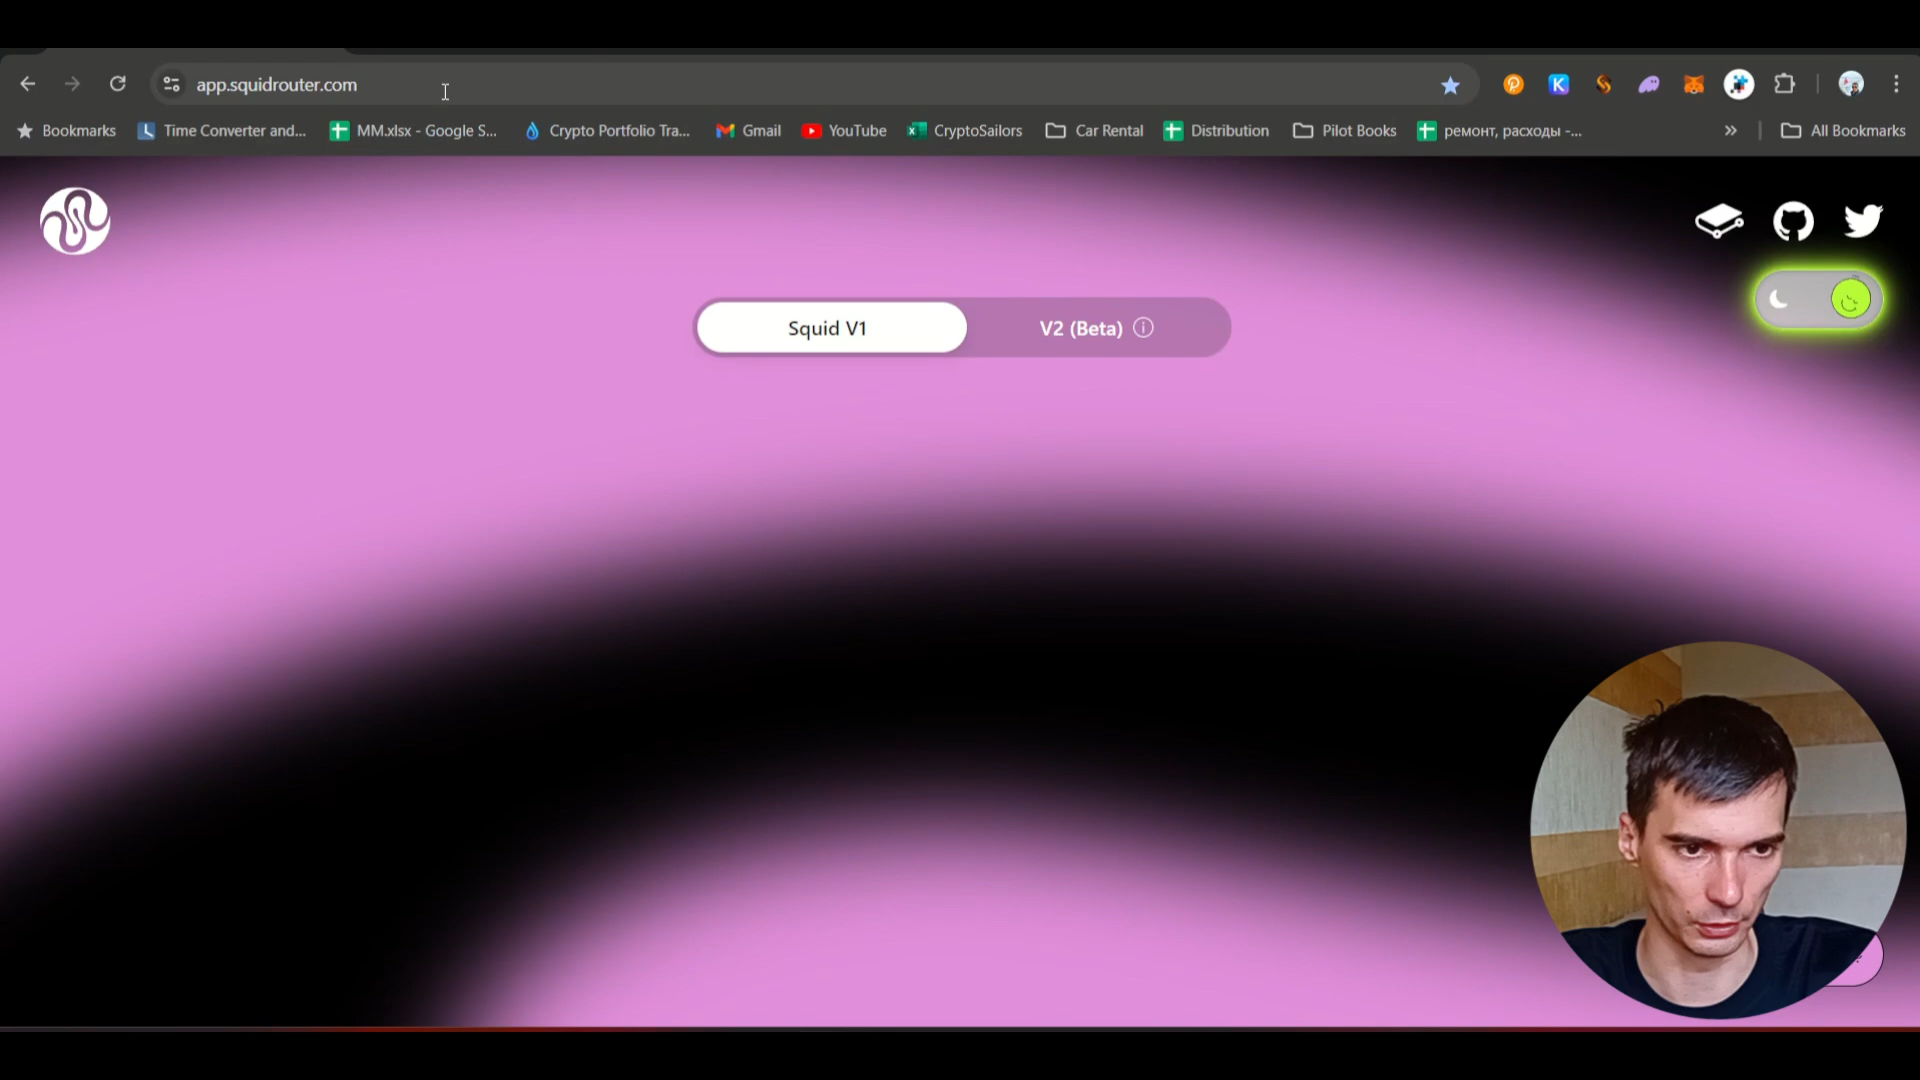 app.squidrouter.com
Bookmarks
Time Converter and...
MM.xlsx - Google S...
Crypto Portfolio Tra...
Gmail
YouTube
CryptoSailors
Car Rental
Distribution
Pilot Books
ремонт, расходы -...
All Bookmarks
Squid V1
V2 (Beta)